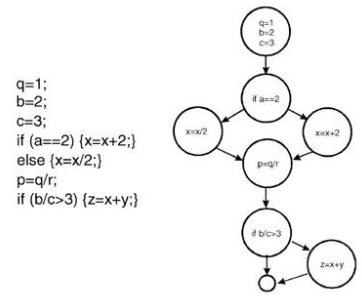 q=1;
b=2;
c=3;
if (a==2) {x=x+2;}
else {x=x/2;}
p=q/r;
if (b/c>3) {z=x+y;}
q=1
b=2
c=3
if a==2
x=x/2
x=x+2
p=q/r
if b/c>3
z=x+y